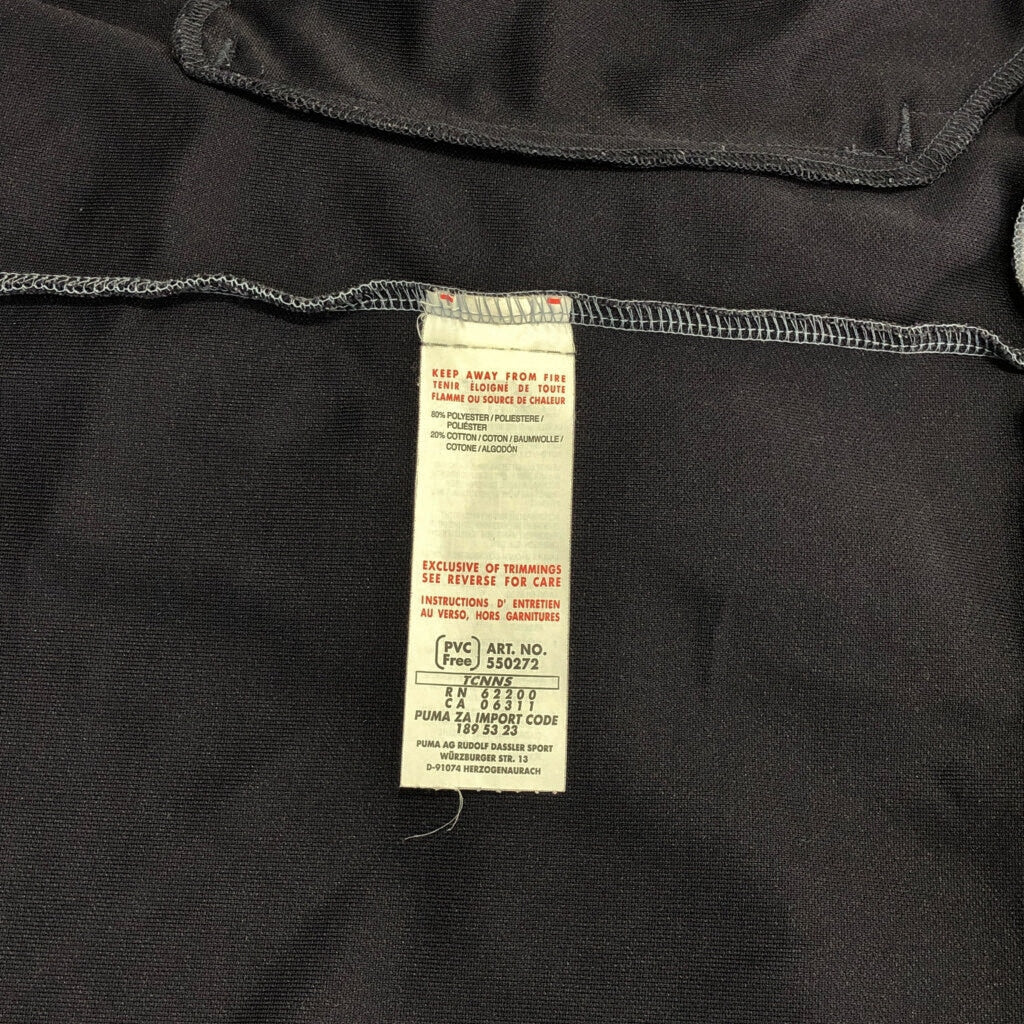 KEEP AWAY FROM FIRE
TENIR ÉLOIGNÉ DE TOUTE
FLAMME OU SOURCE DE CHALEUR
80% POLYESTER / POLIESTERE /
POLIÉSTER
20% COTTON / COTON / BAUMWOLLE /
COTONE / ALGODÓN
EXCLUSIVE OF TRIMMINGS
SEE REVERSE FOR CARE
INSTRUCTIONS D' ENTRETIEN
AU VERSO, HORS GARNITURES
PVC Free ART. NO.
550272
TCNNS
RN 62200
CA 06311
PUMA ZA IMPORT CODE
189 53 23
PUMA AG RUDOLF DASSLER SPORT
WÜRZBURGER STR. 13
D-91074 HERZOGENAURACH